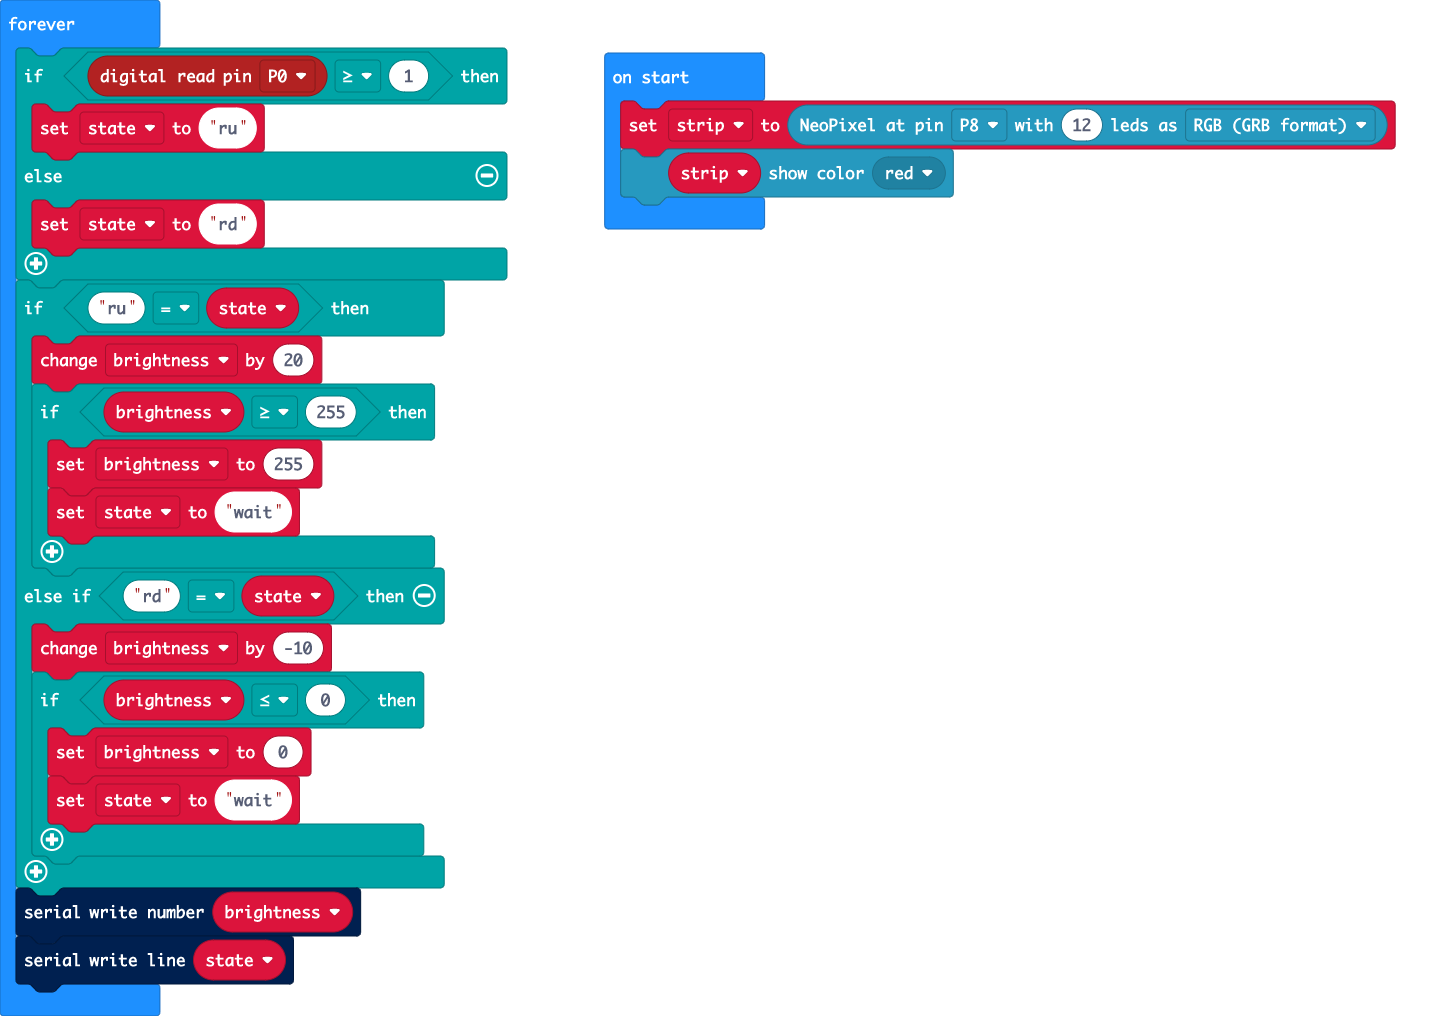 forever
if digital read pin P0 ≥ 1 then
set state to "ru"
else
set state to "rd"
if "ru" = state then
change brightness by 20
if brightness ≥ 255 then
set brightness to 255
set state to "wait"
else if "rd" = state then
change brightness by -10
if brightness ≤ 0 then
set brightness to 0
set state to "wait"
serial write number brightness
serial write line state
on start
set strip to NeoPixel at pin P8 with 12 leds as RGB (GRB format)
strip show color red